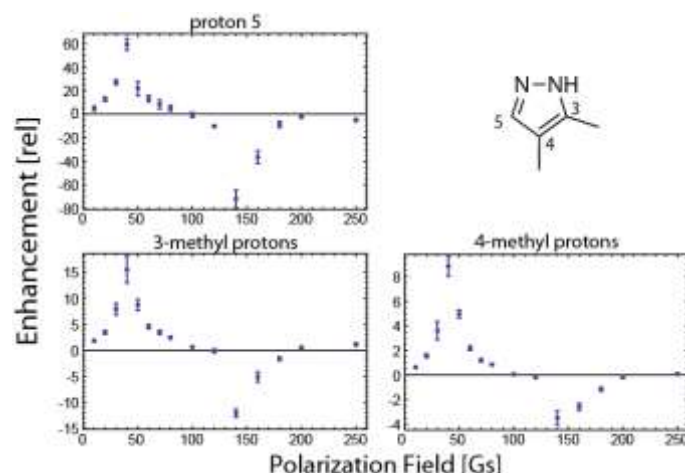 proton 5
60
40
20
0
-20
-40
-60
-80
0 50 100 150 200 250
N NH
5
3
4
3-methyl protons
15
10
5
0
-5
-10
-15
0 50 100 150 200 250
4-methyl protons
8
6
4
2
0
-2
-4
0 50 100 150 200 250
Enhancement [rel]
Polarization Field [Gs]